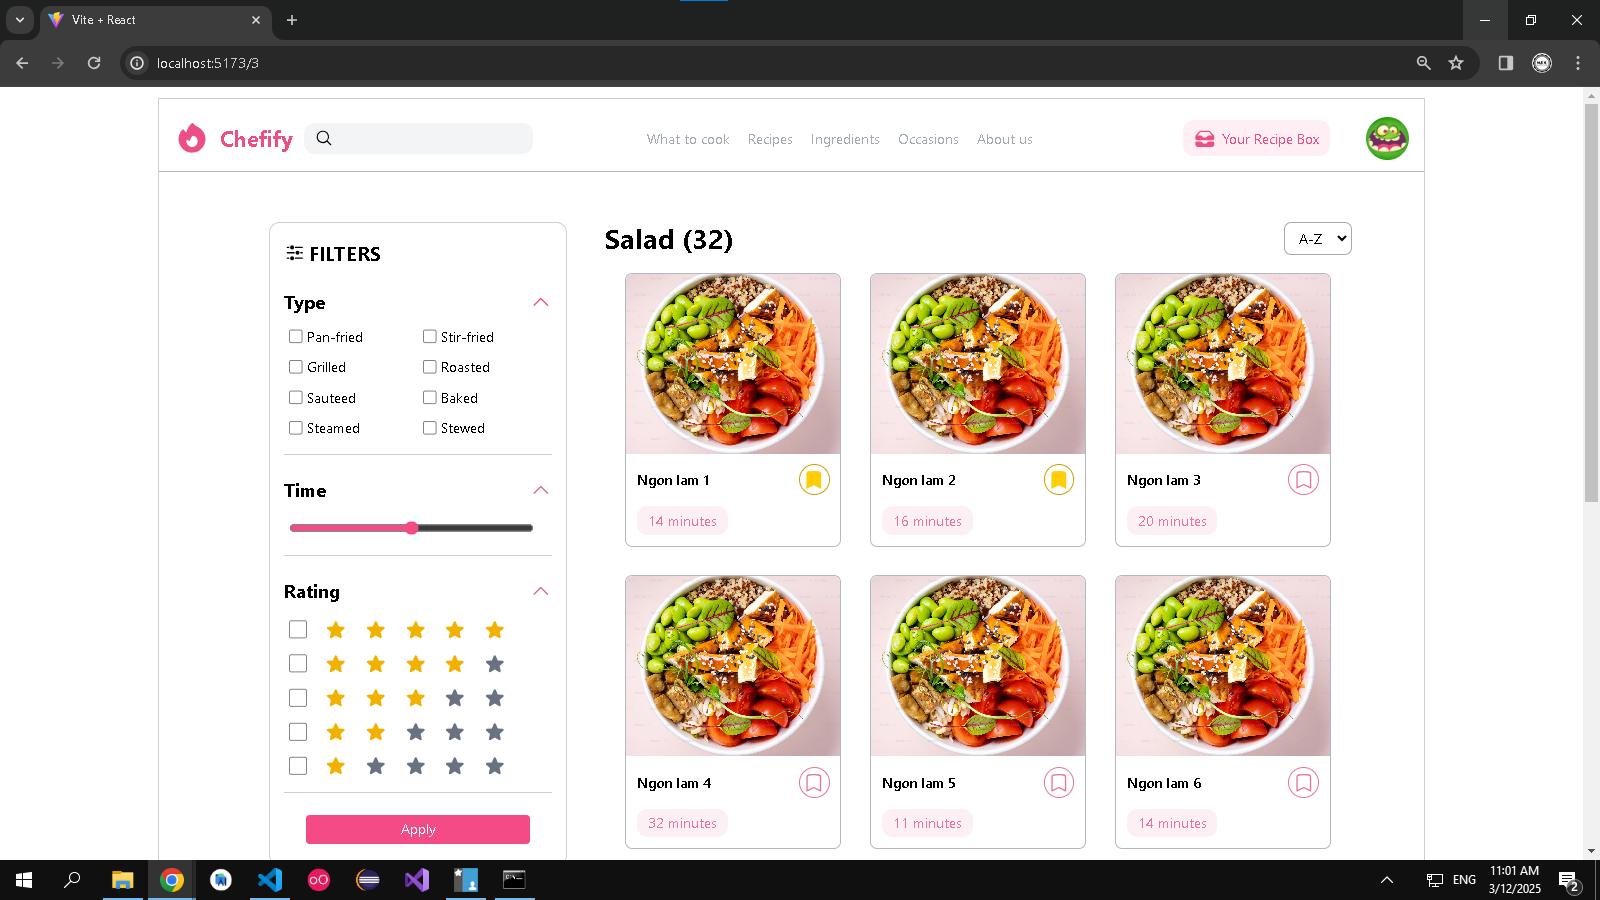 Vite + React
localhost:5173/3
Chefify
What to cook
Recipes
Ingredients
Occasions
About us
Your Recipe Box
FILTERS
Type
Pan-fried
Stir-fried
Grilled
Roasted
Sauteed
Baked
Steamed
Stewed
Time
Rating
Apply
Salad (32)
A-Z
Ngon lam 1
14 minutes
Ngon lam 2
16 minutes
Ngon lam 3
20 minutes
Ngon lam 4
32 minutes
Ngon lam 5
11 minutes
Ngon lam 6
14 minutes
ENG
11:01 AM
3/12/2025
2